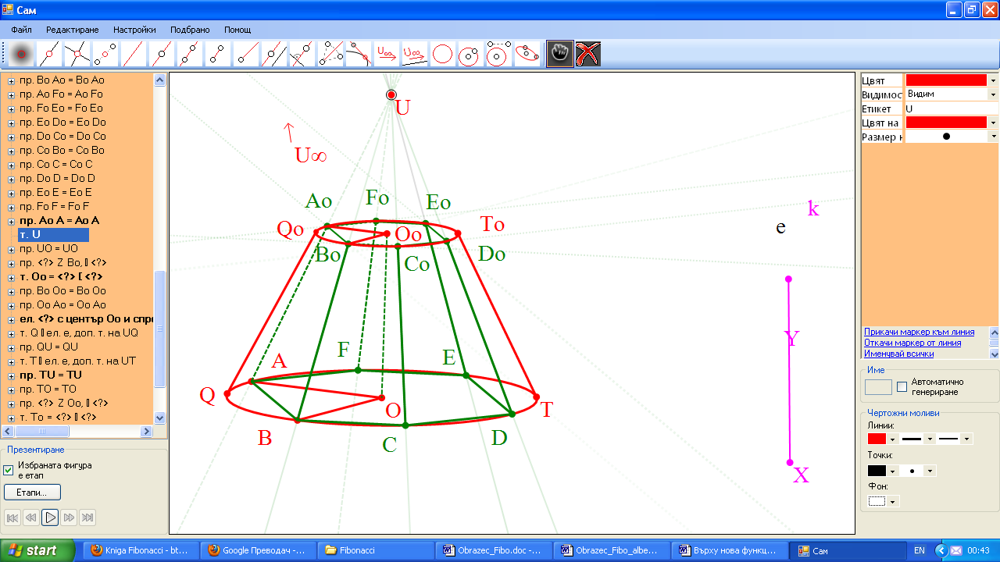 Сам
Файл Редактиране Настройки Подбрано Помощ
U∞ U∞
пр. Bo Ao = Bo Ao
пр. Ao Fo = Ao Fo
пр. Fo Eo = Fo Eo
пр. Eo Do = Eo Do
пр. Do Co = Do Co
пр. Co Bo = Co Bo
пр. Co C = Co C
пр. Do D = Do D
пр. Eo E = Eo E
пр. Fo F = Fo F
пр. Ao A = Ao A
т. U
пр. UO = UO
пр. <?> Z Bo, <?>
т. Oo = <?> <?>
пр. Bo Oo = Bo Oo
пр. Oo Ao = Oo Ao
ел. <?> с център Oo и спр
т. Q ел. e, доп. т. на UQ
пр. QU = QU
т. T ел. e, доп. т. на UT
пр. TU = TU
пр. TO = TO
пр. <?> Z Oo, <?>
т. To = <?> <?>
Презентиране
Избраната фигура
е етап
Етапи...
U
U∞
Ao Fo Eo
Qo Oo To
Bo Co Do
k
e
Y
X
F E
A
Q O T
B C D
Цвят
Видимос Видим
Етикет U
Цвят на
Размер н
Прикачи маркер към линия
Откачи маркер от линия
Именувай всички
Име
Автоматично
генериране
Чертожни моливи
Линии:
Точки:
Фон:
start Kniga Fibonacci - bt... Google Преводач -... Fibonacci Obrazec_Fibo.doc -... Obrazec_Fibo_albe... Върху нова функц... Сам EN 00:43